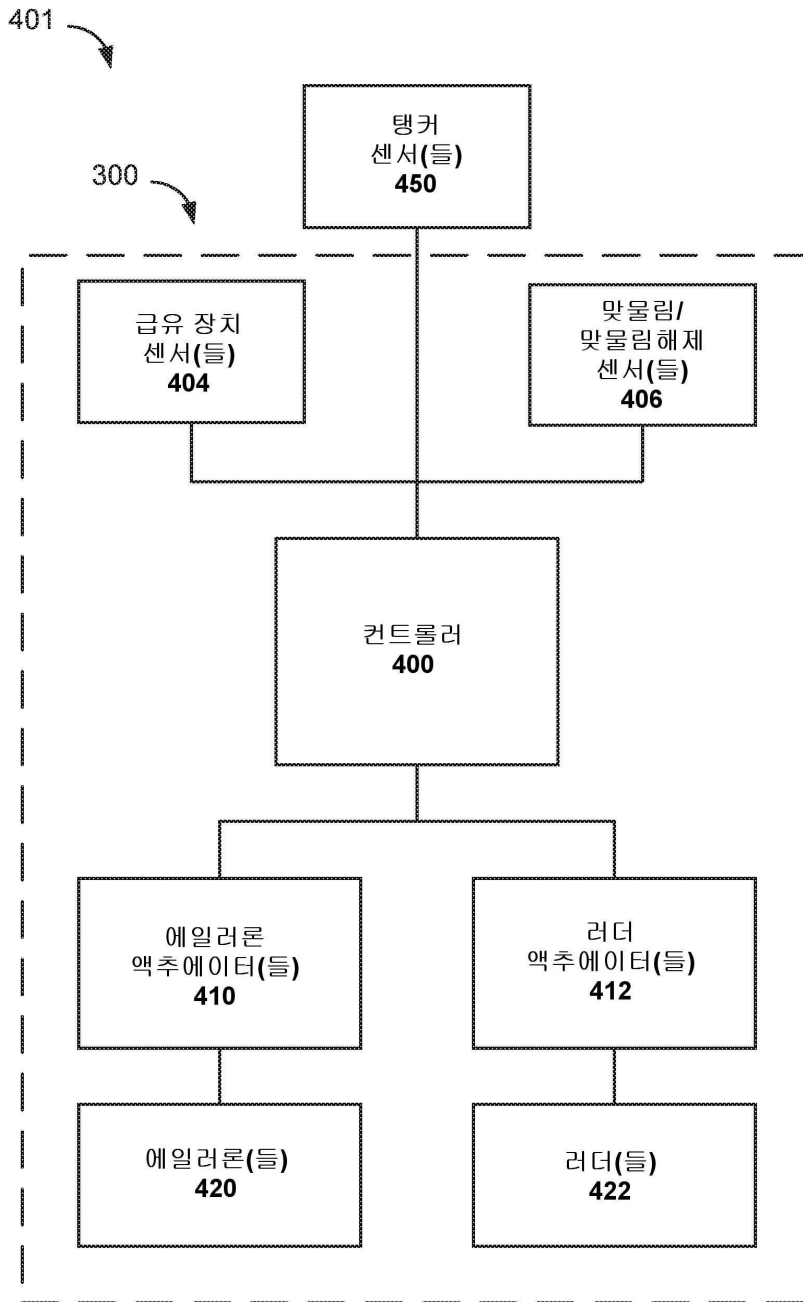 401
탱커
센서(들)
450
300
급유 장치
센서(들)
404
맞물림/
맞물림해제
센서(들)
406
컨트롤러
400
에일러론
액추에이터(들)
410
러더
액추에이터(들)
412
에일러론(들)
420
러더(들)
422